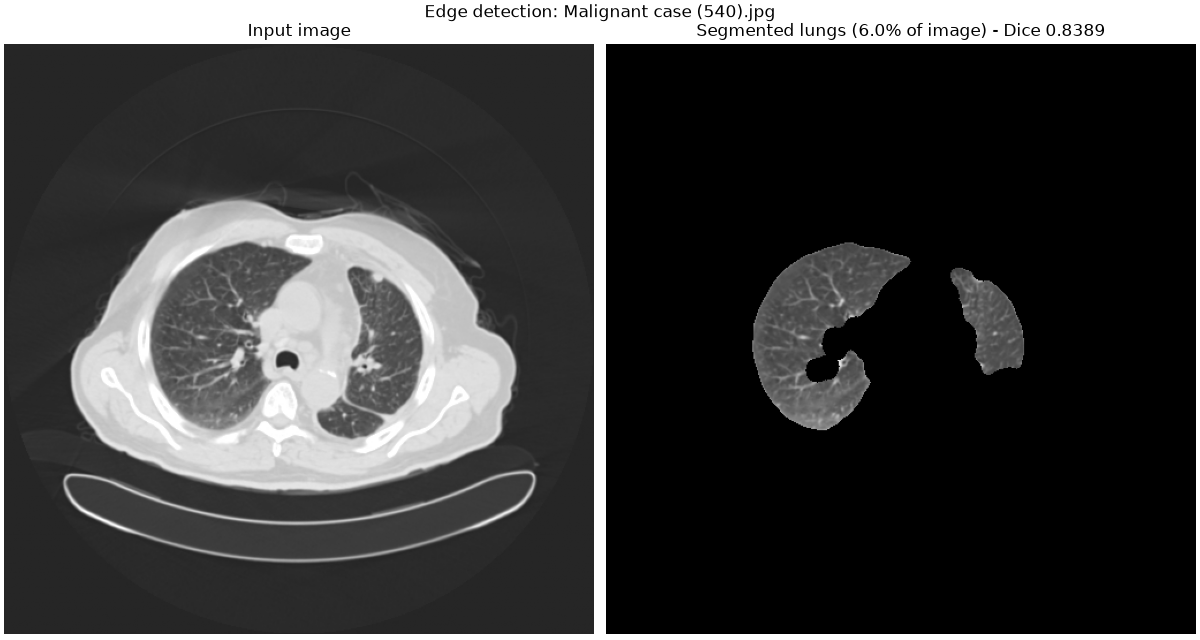 Edge detection: Malignant case (540).jpg
Input image
Segmented lungs (6.0% of image) - Dice 0.8389